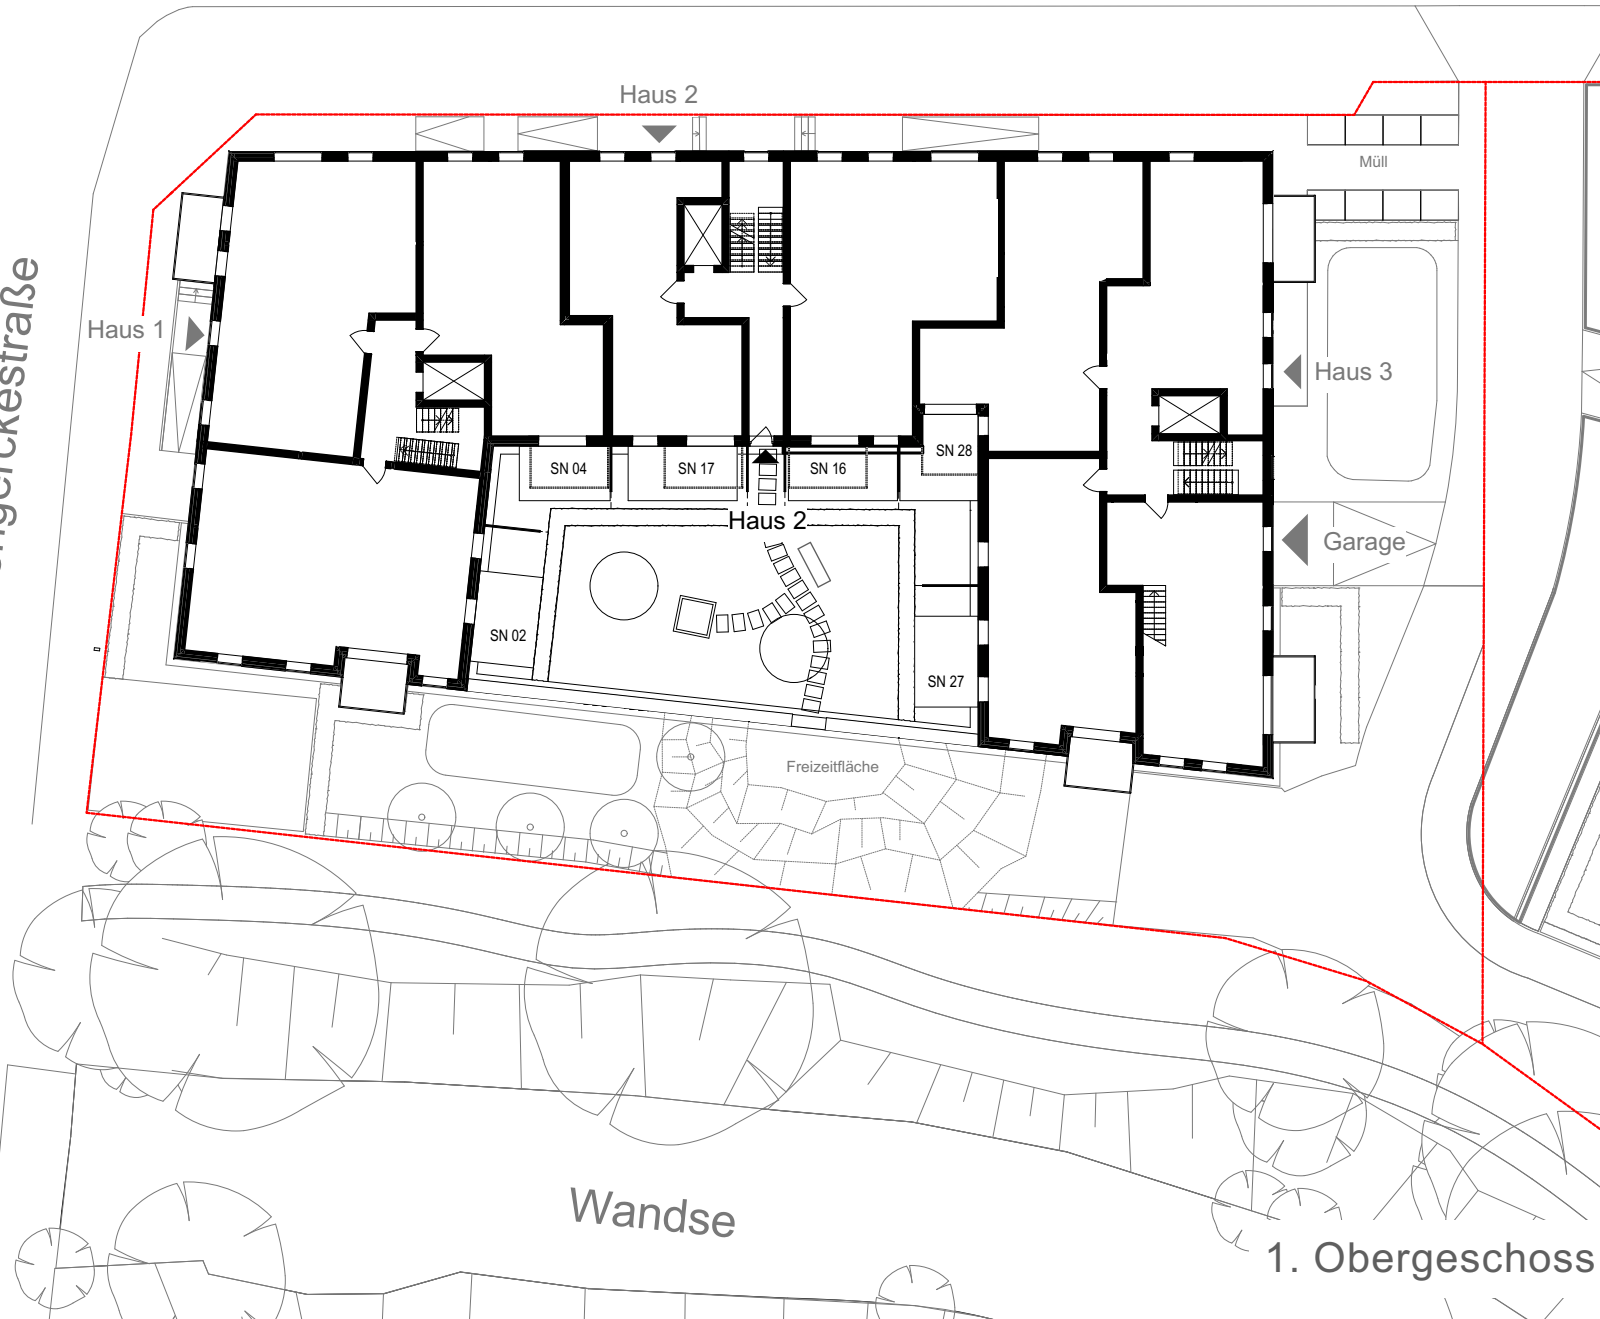 Haus 2
Müll
Haus 1
Haus 3
SN 04
SN 17
SN 16
SN 28
Haus 2
Garage
SN 02
SN 27
Freizeitfläche
Wandse
1. Obergeschoss